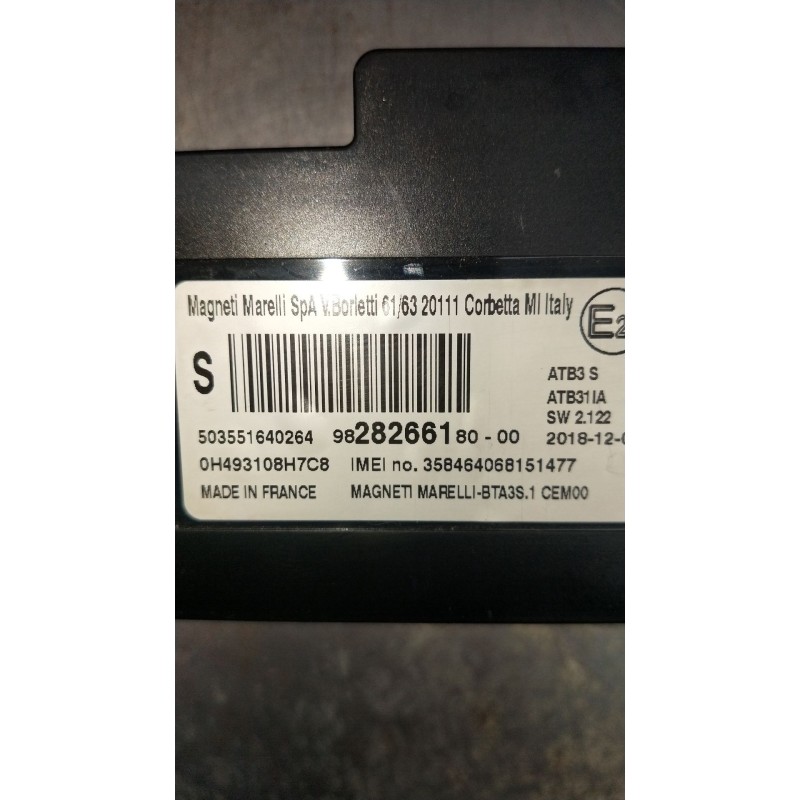 Magneti Marelli SpA V.Borletti 61/63 20111 Corbetta MI Italy
E2
S
ATB3 S
ATB31IA
SW 2.122
503551640264 9828266180 - 00 2018-12-0
0H493108H7C8 IMEI no. 358464068151477
MADE IN FRANCE MAGNETI MARELLI-BTA3S.1 CEM00